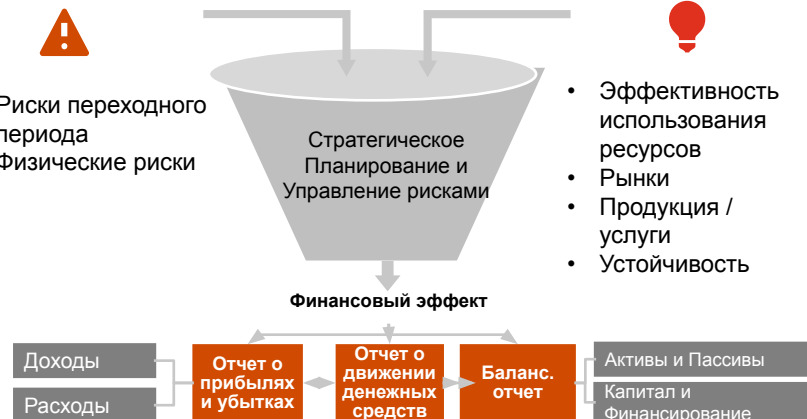 Риски переходного
периода
Физические риски
Стратегическое
Планирование и
Управление рисками
• Эффективность
использования
ресурсов
• Рынки
• Продукция /
услуги
• Устойчивость
Финансовый эффект
Доходы
Расходы
Отчет о
прибылях
и убытках
Отчет о
движении
денежных
средств
Баланс.
отчет
Активы и Пассивы
Капитал и
Финансирование